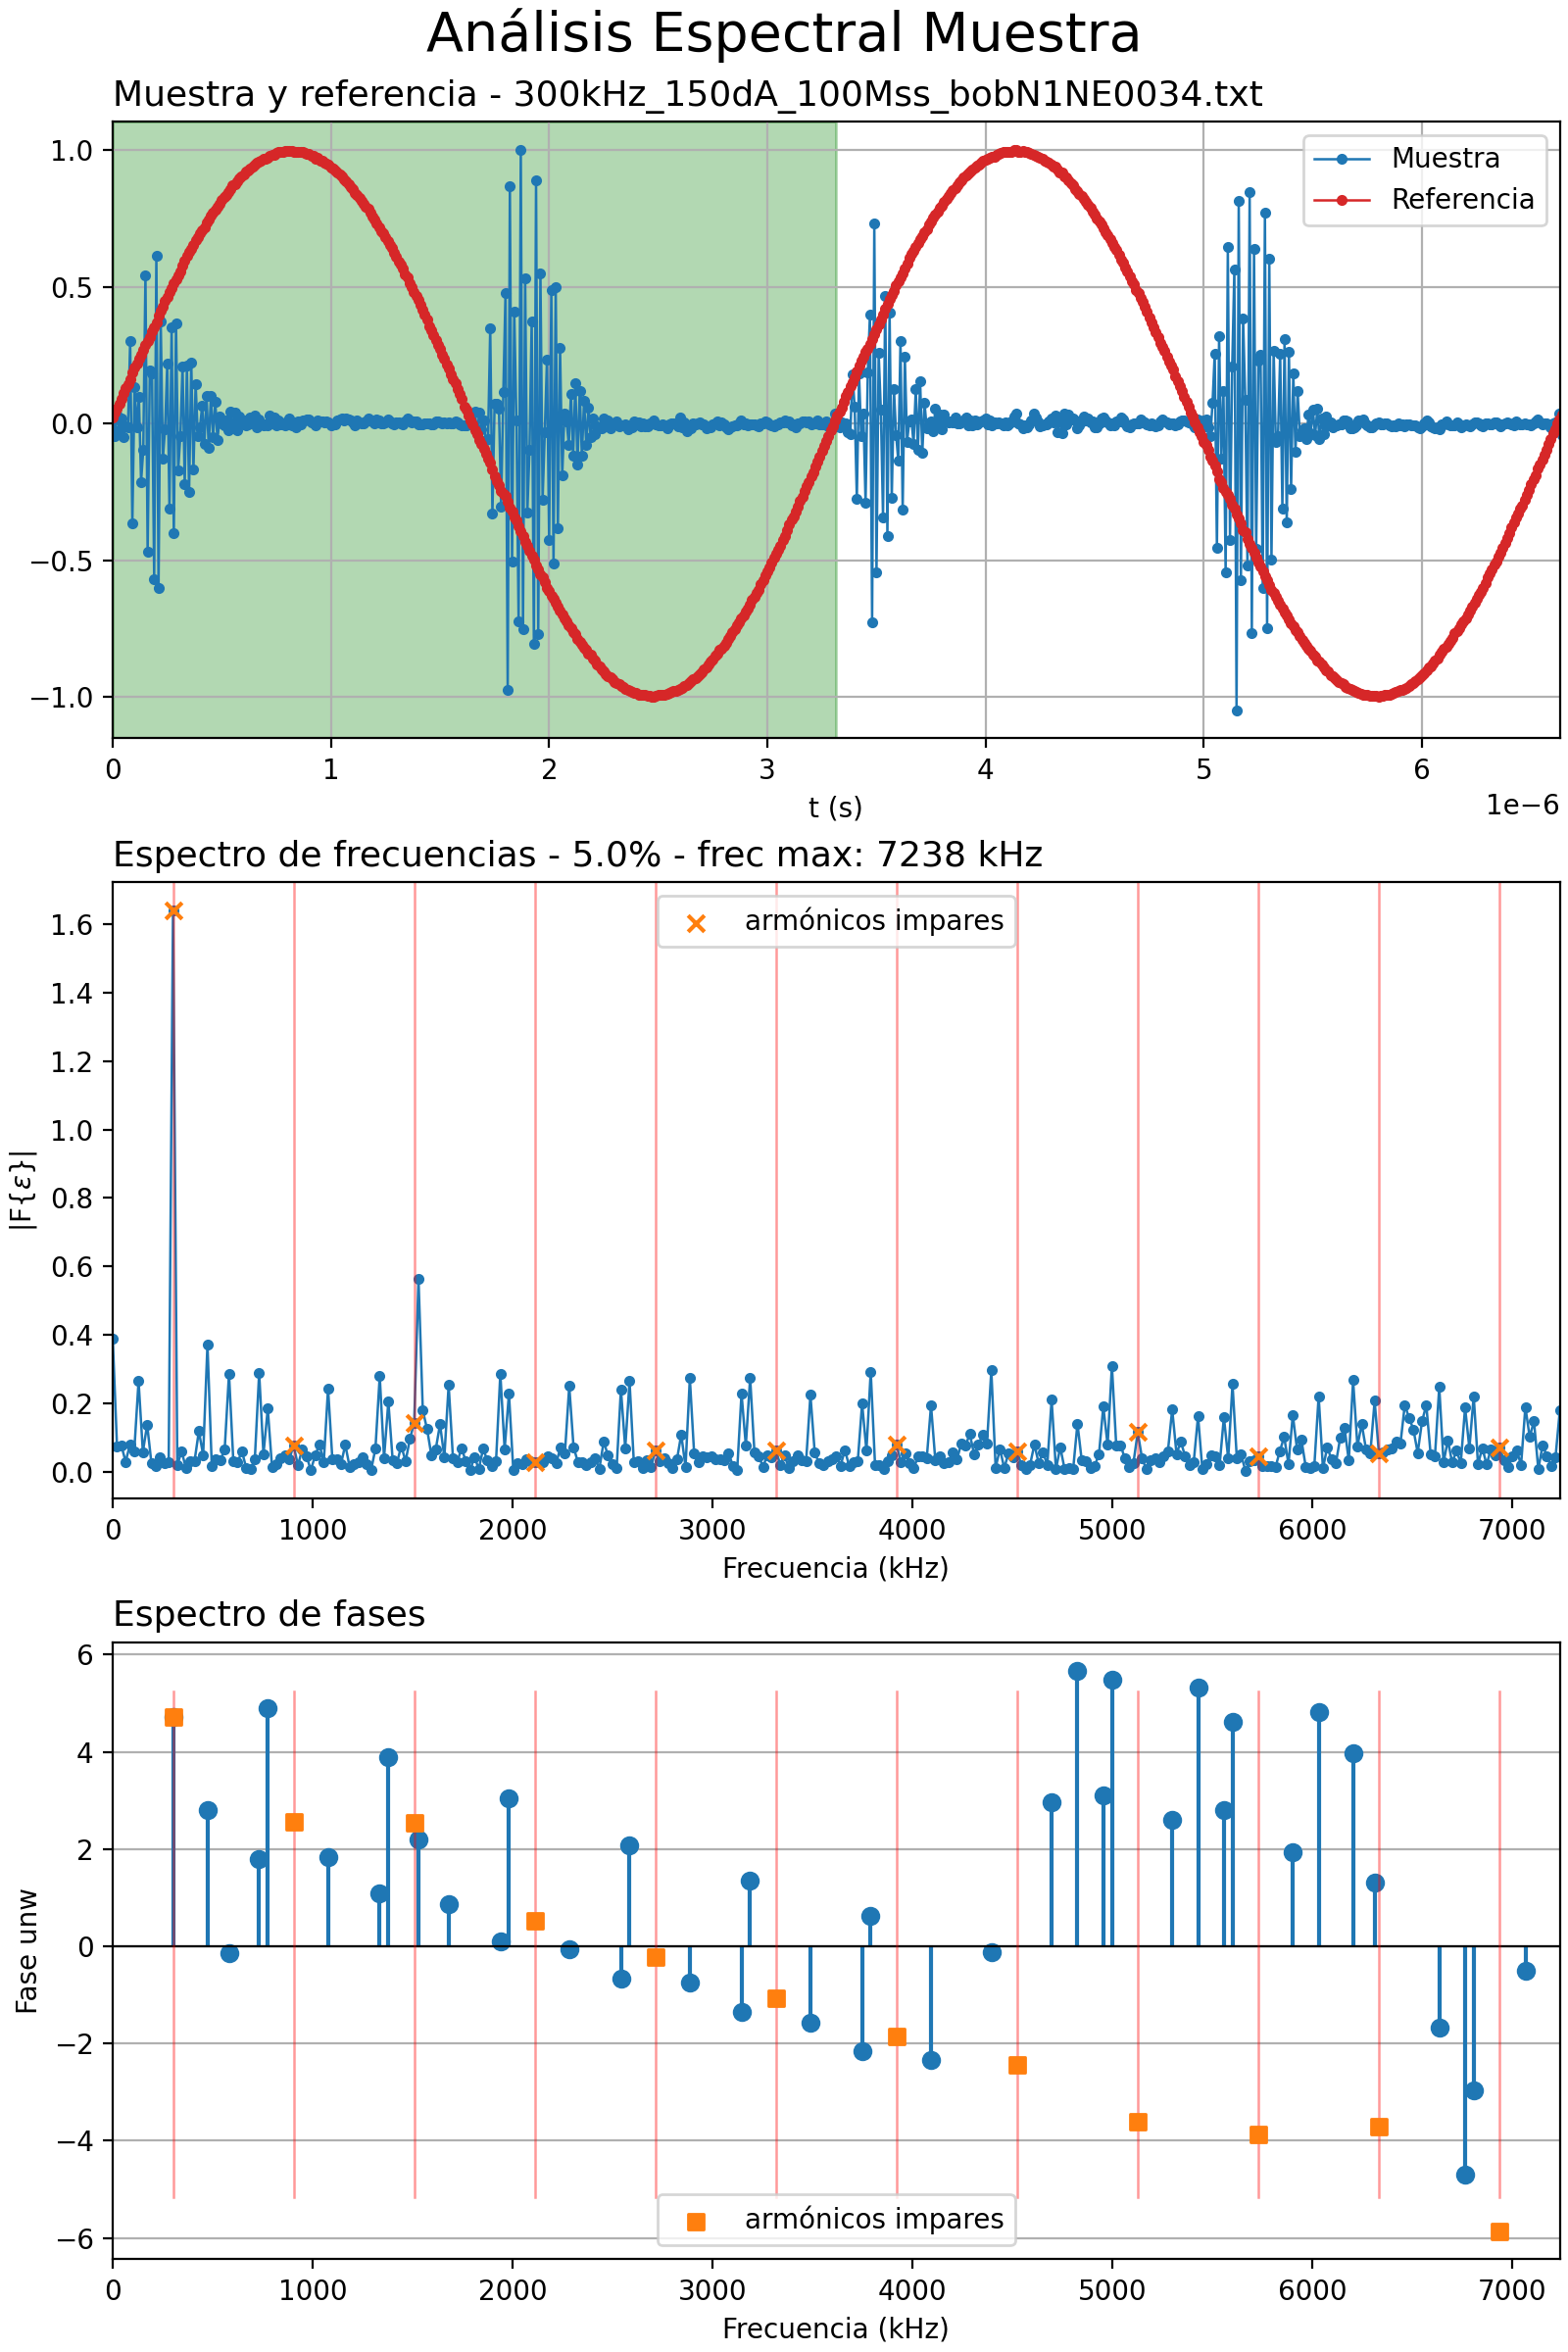 Análisis Espectral Muestra
Muestra y referencia - 300kHz_150dA_100Mss_bobN1NE0034.txt
1.0
0.5
0.0
−0.5
−1.0
Muestra
Referencia
0 1 2 3 4 5 6
t (s)
1e−6
Espectro de frecuencias - 5.0% - frec max: 7238 kHz
1.6
1.4
1.2
1.0
0.8
0.6
0.4
0.2
0.0
|F{ε}|
armónicos impares
0 1000 2000 3000 4000 5000 6000 7000
Frecuencia (kHz)
Espectro de fases
6
4
2
0
−2
−4
−6
Fase unw
armónicos impares
0 1000 2000 3000 4000 5000 6000 7000
Frecuencia (kHz)